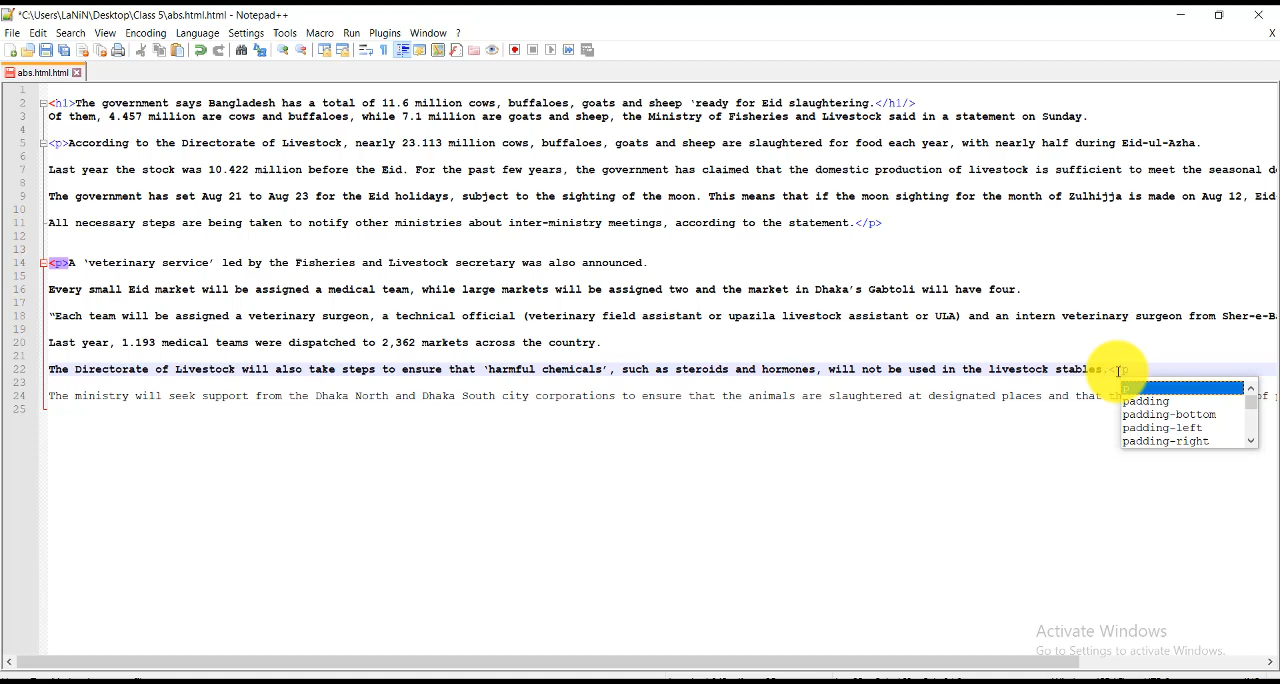 *C:\Users\LaNiN\Desktop\Class 5\abs.html.html - Notepad++
File Edit Search View Encoding Language Settings Tools Macro Run Plugins Window ? X
abs.html.html
1
2 <h1>The government says Bangladesh has a total of 11.6 million cows, buffaloes, goats and sheep ‘ready for Eid slaughtering.</h1/>
3 Of them, 4.457 million are cows and buffaloes, while 7.1 million are goats and sheep, the Ministry of Fisheries and Livestock said in a statement on Sunday.
4
5 <p>According to the Directorate of Livestock, nearly 23.113 million cows, buffaloes, goats and sheep are slaughtered for food each year, with nearly half during Eid-ul-Azha.
6
7 Last year the stock was 10.422 million before the Eid. For the past few years, the government has claimed that the domestic production of livestock is sufficient to meet the seasonal
8
9 The government has set Aug 21 to Aug 23 for the Eid holidays, subject to the sighting of the moon. This means that if the moon sighting for the month of Zulhijja is made on Aug 12, Eid
10
11 All necessary steps are being taken to notify other ministries about inter-ministry meetings, according to the statement.</p>
12
13
14 <p>A ‘veterinary service’ led by the Fisheries and Livestock secretary was also announced.
15
16 Every small Eid market will be assigned a medical team, while large markets will be assigned two and the market in Dhaka’s Gabtoli will have four.
17
18 “Each team will be assigned a veterinary surgeon, a technical official (veterinary field assistant or upazila livestock assistant or ULA) and an intern veterinary surgeon from Sher-e-B
19
20 Last year, 1.193 medical teams were dispatched to 2,362 markets across the country.
21
22 The Directorate of Livestock will also take steps to ensure that ‘harmful chemicals’, such as steroids and hormones, will not be used in the livestock stables.</p
23
24 The ministry will seek support from the Dhaka North and Dhaka South city corporations to ensure that the animals are slaughtered at designated places and that of
25
p
padding
padding-bottom
padding-left
padding-right
Activate Windows
Go to Settings to activate Windows.